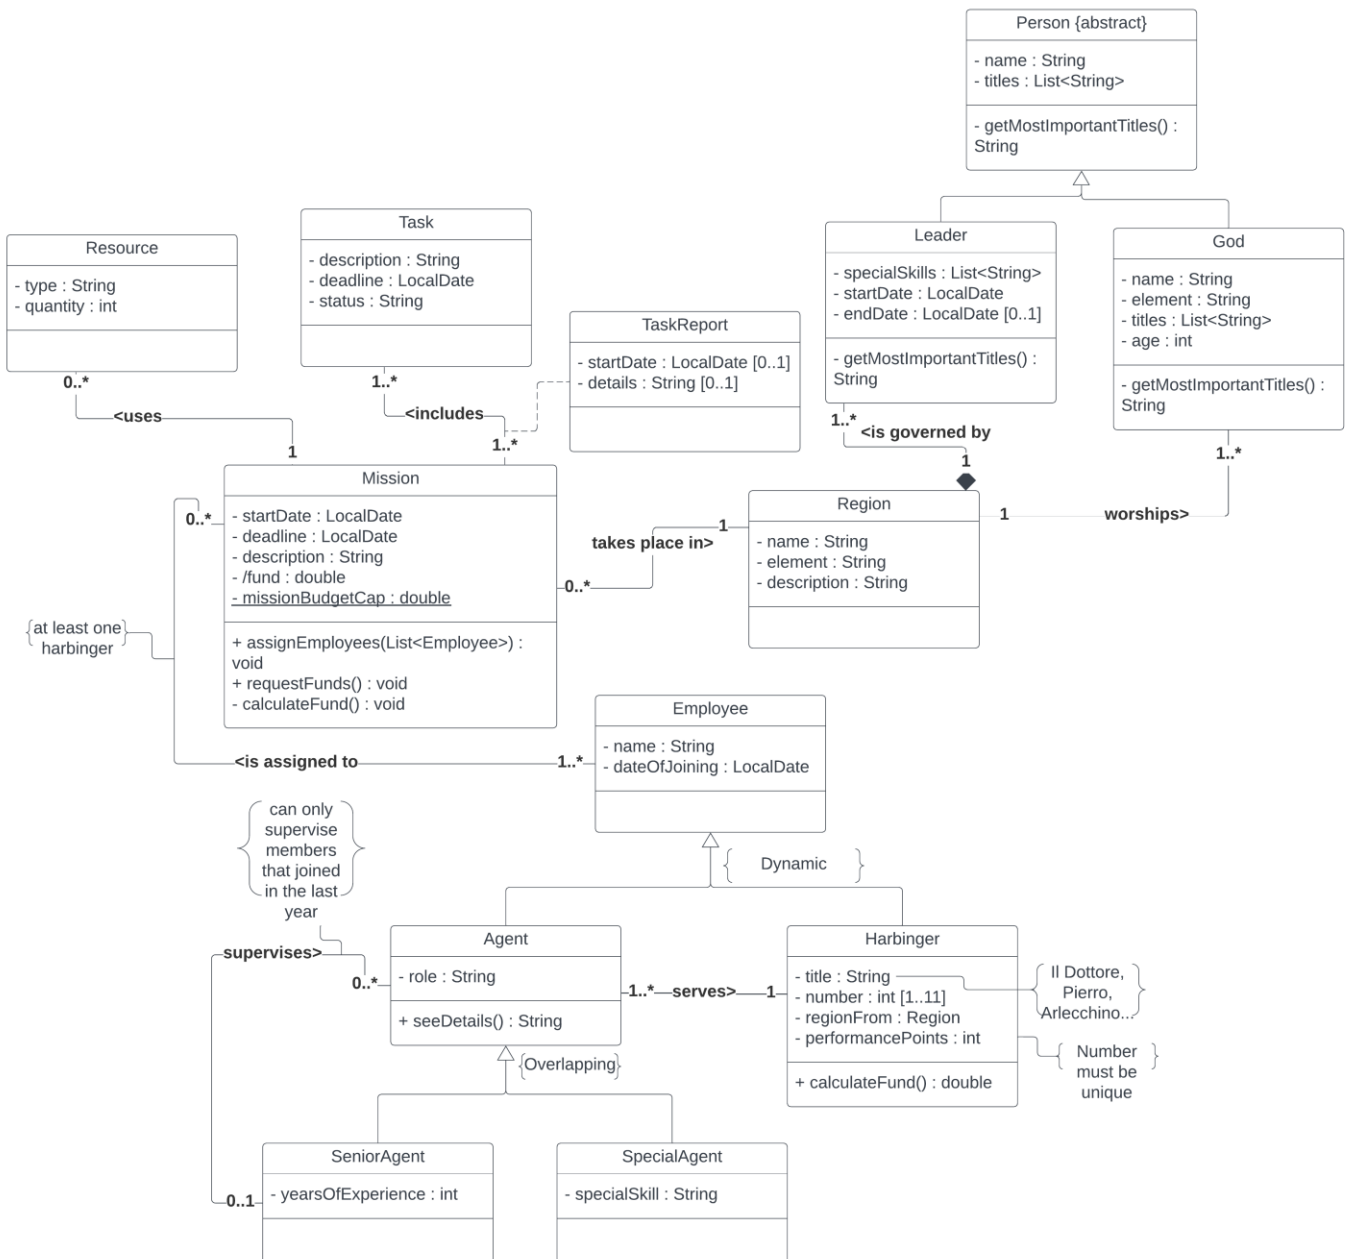 Person {abstract}
- name : String
- titles : List<String>
- getMostImportantTitles() :
String
Resource
- type : String
- quantity : int
Task
- description : String
- deadline : LocalDate
- status : String
TaskReport
- startDate : LocalDate [0..1]
- details : String [0..1]
Leader
- specialSkills : List<String>
- startDate : LocalDate
- endDate : LocalDate [0..1]
- getMostImportantTitles() :
String
God
- name : String
- element : String
- titles : List<String>
- age : int
- getMostImportantTitles() :
String
0..*
<uses
1
1..*
<includes
1..*
1..*
<is governed by
1
1..*
worships>
1
Mission
- startDate : LocalDate
- deadline : LocalDate
- description : String
- /fund : double
- missionBudgetCap : double
+ assignEmployees(List<Employee>) :
void
+ requestFunds() : void
- calculateFund() : void
0..*
takes place in>
1
0..*
Region
- name : String
- element : String
- description : String
{at least one
harbinger}
<is assigned to
1..*
Employee
- name : String
- dateOfJoining : LocalDate
{ Dynamic }
{ can only
supervise
members
that joined
in the last
year }
supervises>
0..*
0..1
Agent
- role : String
+ seeDetails() : String
1..*
serves>
1
Harbinger
- title : String
- number : int [1..11]
- regionFrom : Region
- performancePoints : int
+ calculateFund() : double
{ Il Dottore,
Pierro,
Arlecchino... }
{ Number
must be
unique }
{Overlapping}
SeniorAgent
- yearsOfExperience : int
SpecialAgent
- specialSkill : String